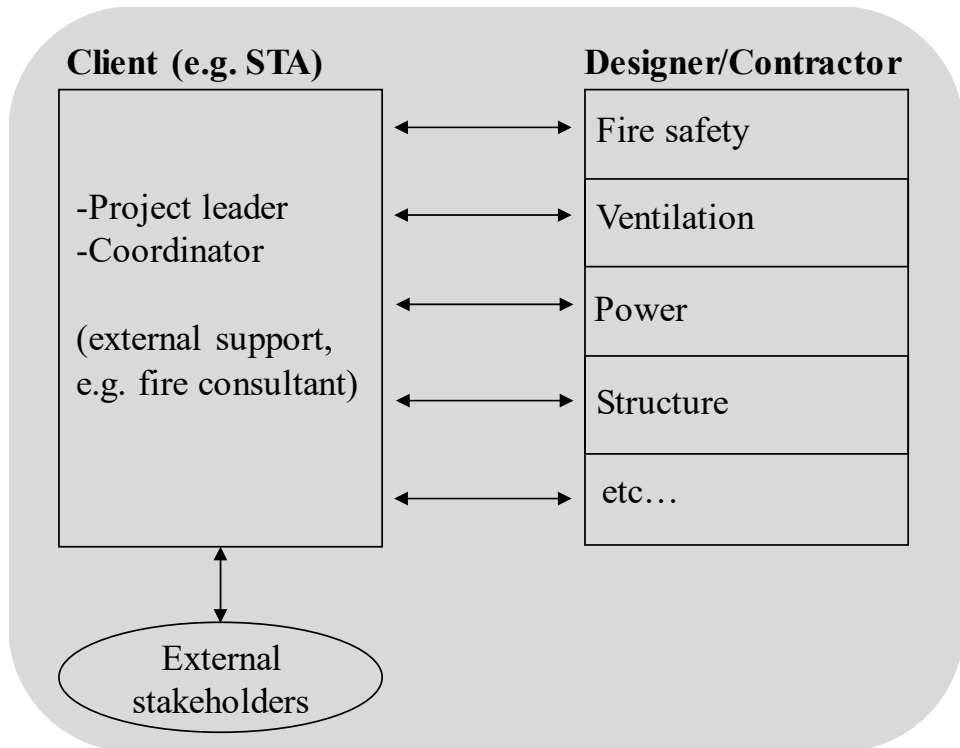 Client (e.g. STA)
-Project leader
-Coordinator
(external support,
e.g. fire consultant)
External
stakeholders
Designer/Contractor
Fire safety
Ventilation
Power
Structure
etc…